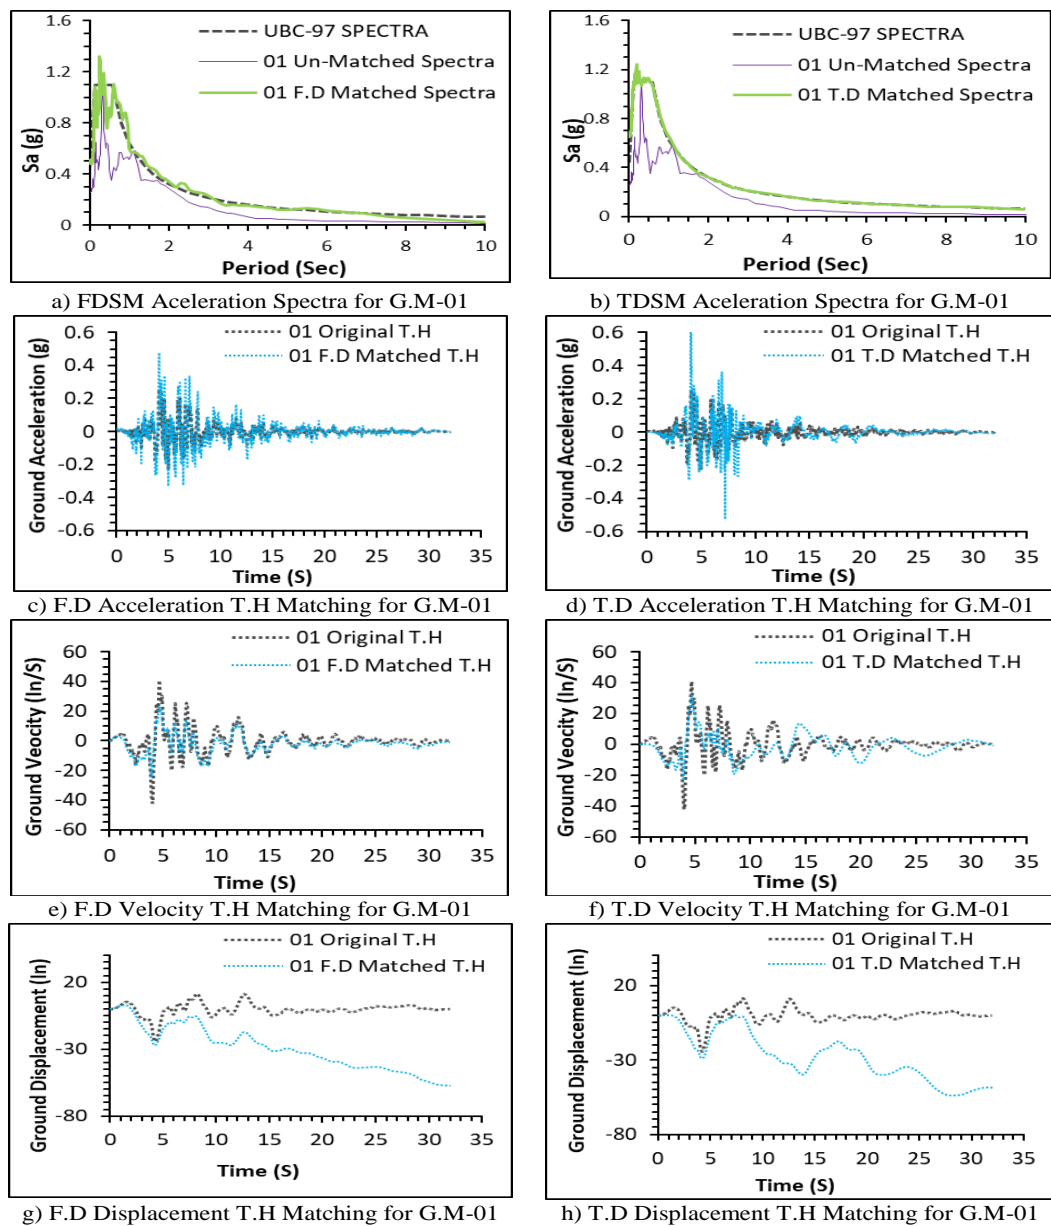 1.6
1.2
0.8
0.4
0
Sa (g)
UBC-97 SPECTRA
01 Un-Matched Spectra
01 F.D Matched Spectra
0 2 4 6 8 10
Period (Sec)
a) FDSM Aceleration Spectra for G.M-01
1.6
1.2
0.8
0.4
0
Sa (g)
UBC-97 SPECTRA
01 Un-Matched Spectra
01 T.D Matched Spectra
0 2 4 6 8 10
Period (Sec)
b) TDSM Aceleration Spectra for G.M-01
0.6
0.4
0.2
0
-0.2
-0.4
-0.6
Ground Acceleration (g)
01 Original T.H
01 F.D Matched T.H
0 5 10 15 20 25 30 35
Time (S)
c) F.D Acceleration T.H Matching for G.M-01
0.6
0.4
0.2
0
-0.2
-0.4
-0.6
Ground Acceleration (g)
01 Original T.H
01 T.D Matched T.H
0 5 10 15 20 25 30 35
Time (S)
d) T.D Acceleration T.H Matching for G.M-01
60
40
20
0
-20
-40
-60
Ground Veocity (In/S)
01 Original T.H
01 F.D Matched T.H
0 5 10 15 20 25 30 35
Time (S)
e) F.D Velocity T.H Matching for G.M-01
60
40
20
0
-20
-40
-60
Ground Veocity (In/S)
01 Original T.H
01 T.D Matched T.H
0 5 10 15 20 25 30 35
Time (S)
f) T.D Velocity T.H Matching for G.M-01
20
-30
-80
Ground Displacement (In)
01 Original T.H
01 F.D Matched T.H
0 5 10 15 20 25 30 35
Time (S)
g) F.D Displacement T.H Matching for G.M-01
20
-30
-80
Ground Displacement (In)
01 Original T.H
01 T.D Matched T.H
0 5 10 15 20 25 30 35
Time (S)
h) T.D Displacement T.H Matching for G.M-01